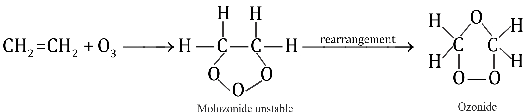 H H
CH₂=CH₂ + O₃ ⟶ H—C—C—H rearrangement ⟶
O O
O
Molozonide unstable
O
H H
C C
H H
O—O
Ozonide